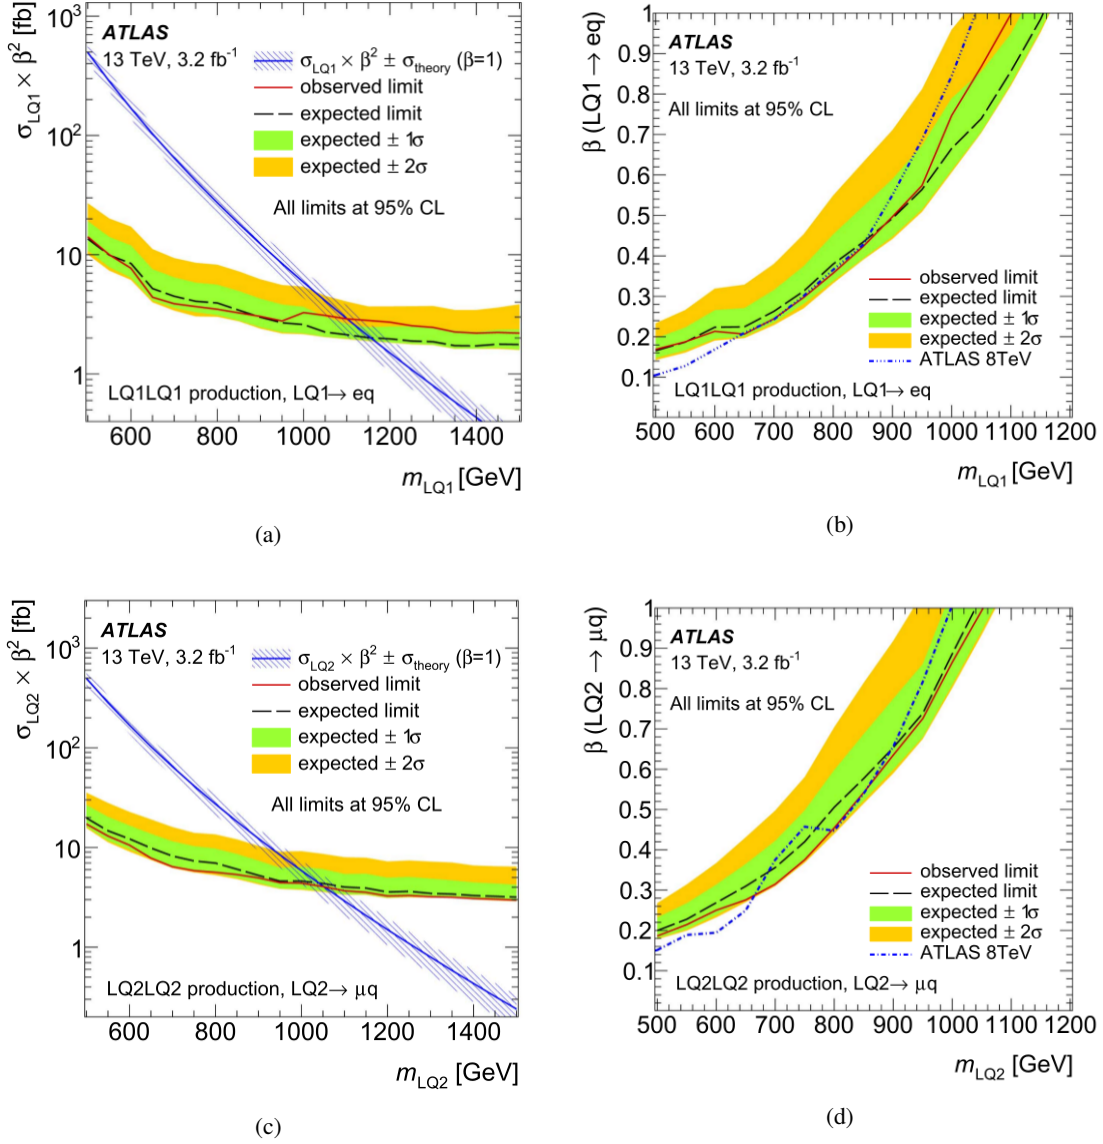 ATLAS
13 TeV, 3.2 fb⁻¹
σLQ1 × β² ± σtheory (β=1)
observed limit
expected limit
expected ± 1σ
expected ± 2σ
All limits at 95% CL
LQ1LQ1 production, LQ1→ eq
σLQ1 × β² [fb]
10³
10²
10
1
600 800 1000 1200 1400
mLQ1 [GeV]
(a)
ATLAS
13 TeV, 3.2 fb⁻¹
All limits at 95% CL
observed limit
expected limit
expected ± 1σ
expected ± 2σ
ATLAS 8TeV
LQ1LQ1 production, LQ1→ eq
β (LQ1 → eq)
1
0.9
0.8
0.7
0.6
0.5
0.4
0.3
0.2
0.1
500 600 700 800 900 1000 1100 1200
mLQ1 [GeV]
(b)
ATLAS
13 TeV, 3.2 fb⁻¹
σLQ2 × β² ± σtheory (β=1)
observed limit
expected limit
expected ± 1σ
expected ± 2σ
All limits at 95% CL
LQ2LQ2 production, LQ2→ μq
σLQ2 × β² [fb]
10³
10²
10
1
600 800 1000 1200 1400
mLQ2 [GeV]
(c)
ATLAS
13 TeV, 3.2 fb⁻¹
All limits at 95% CL
observed limit
expected limit
expected ± 1σ
expected ± 2σ
ATLAS 8TeV
LQ2LQ2 production, LQ2→ μq
β (LQ2 → μq)
1
0.9
0.8
0.7
0.6
0.5
0.4
0.3
0.2
0.1
500 600 700 800 900 1000 1100 1200
mLQ2 [GeV]
(d)